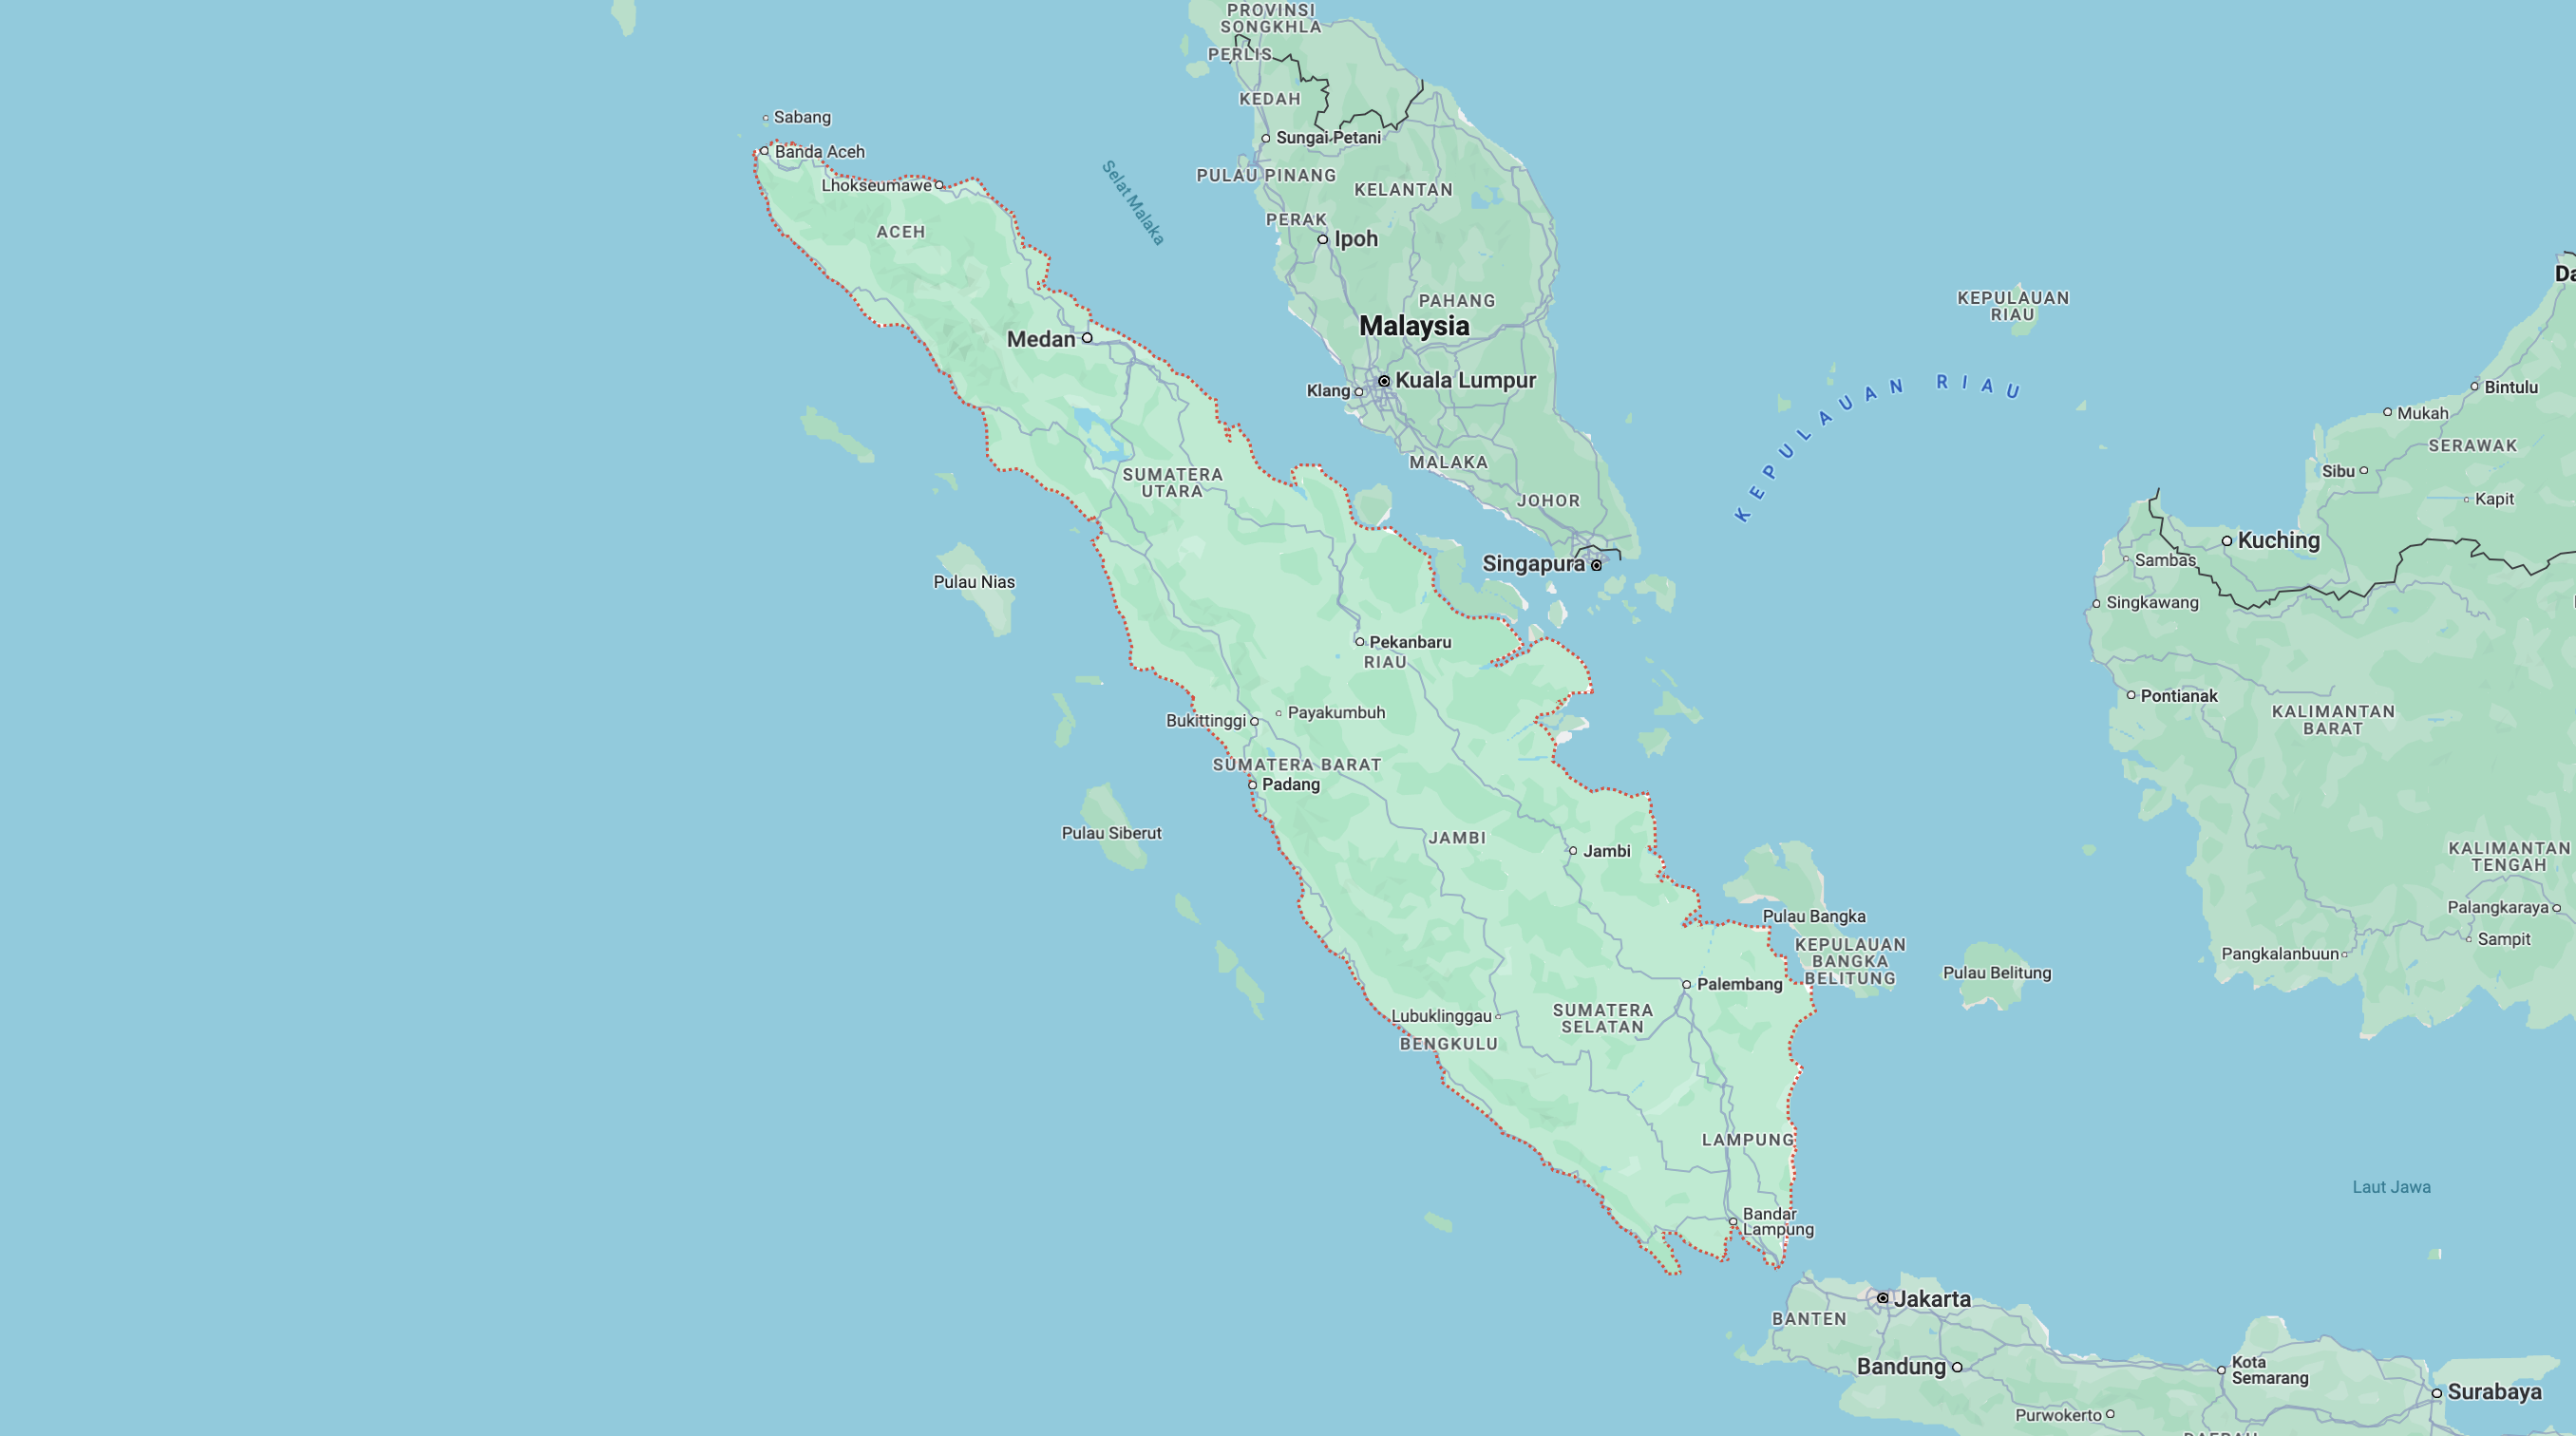 PROVINSI
SONGKHLA
PERLIS
KEDAH
Sabang
Sungai Petani
Banda Aceh
Selat Malaka
PULAU PINANG
Lhokseumawe
KELANTAN
PERAK
ACEH
Ipoh
Da
KEPULAUAN
RIAU
PAHANG
Malaysia
Medan
Kuala Lumpur
Klang
KEPULAUAN RIAU
Bintulu
Mukah
SERAWAK
MALAKA
Sibu
SUMATERA
UTARA
JOHOR
Kapit
Kuching
Singapura
Sambas
Pulau Nias
Singkawang
Pekanbaru
RIAU
Pontianak
Payakumbuh
Bukittinggi
KALIMANTAN
BARAT
SUMATERA BARAT
Padang
Pulau Siberut
JAMBI
Jambi
KALIMANTAN
TENGAH
Palangkaraya
Pulau Bangka
Sampit
KEPULAUAN
BANGKA
BELITUNG
Pangkalanbuun
Pulau Belitung
Palembang
Lubuklinggau
SUMATERA
SELATAN
BENGKULU
LAMPUNG
Laut Jawa
Bandar
Lampung
Jakarta
BANTEN
Bandung
Kota
Semarang
Surabaya
Purwokerto
DAERAH